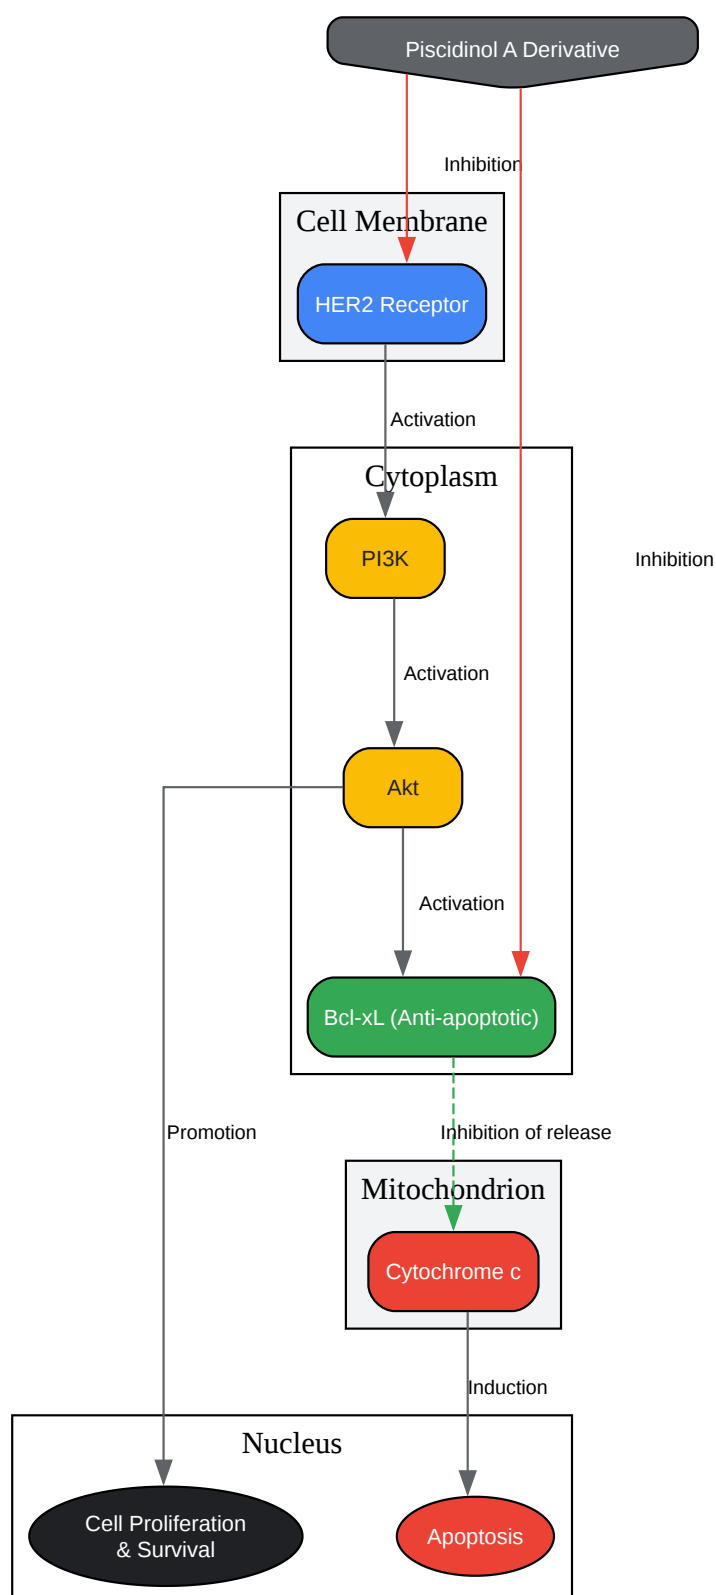 Piscidinol A Derivative
Inhibition
Cell Membrane
HER2 Receptor
Activation
Cytoplasm
PI3K
Inhibition
Activation
Akt
Activation
Bcl-xL (Anti-apoptotic)
Promotion
Inhibition of release
Mitochondrion
Cytochrome c
Induction
Nucleus
Cell Proliferation
& Survival
Apoptosis